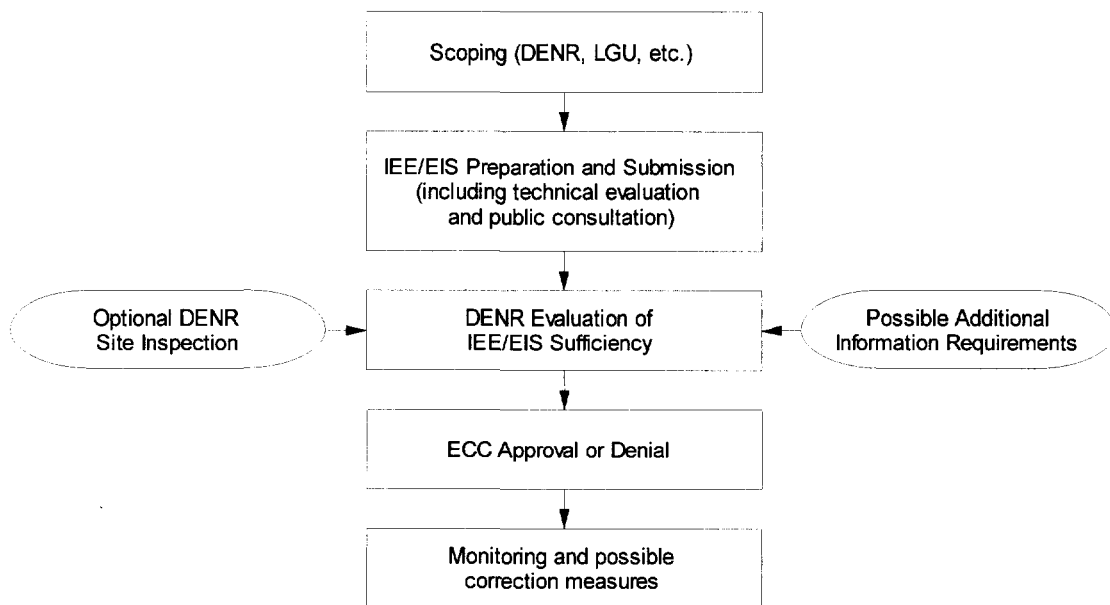 Scoping (DENR, LGU, etc.)
IEE/EIS Preparation and Submission
(including technical evaluation
and public consultation)
Optional DENR
Site Inspection
DENR Evaluation of
IEE/EIS Sufficiency
Possible Additional
Information Requirements
ECC Approval or Denial
Monitoring and possible
correction measures